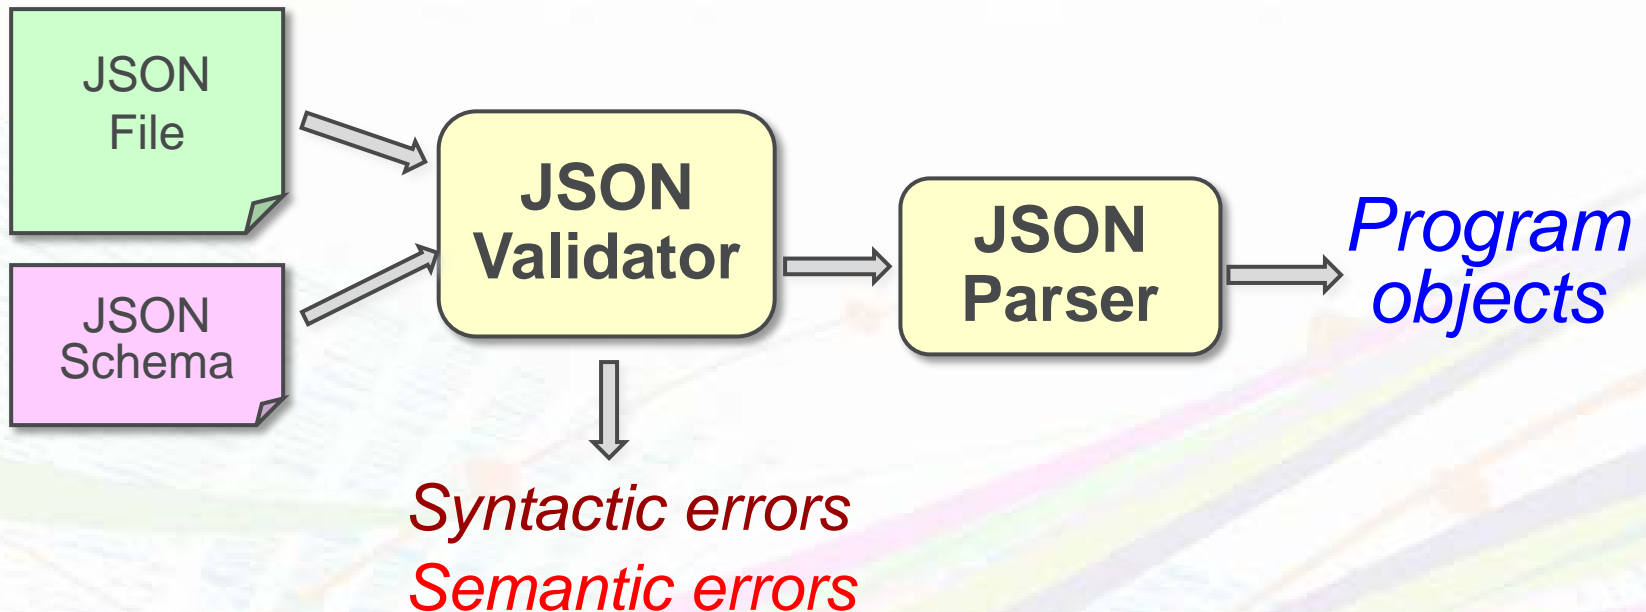 JSON
File
JSON
Schema
JSON
Validator
JSON
Parser
Program
objects
Syntactic errors
Semantic errors